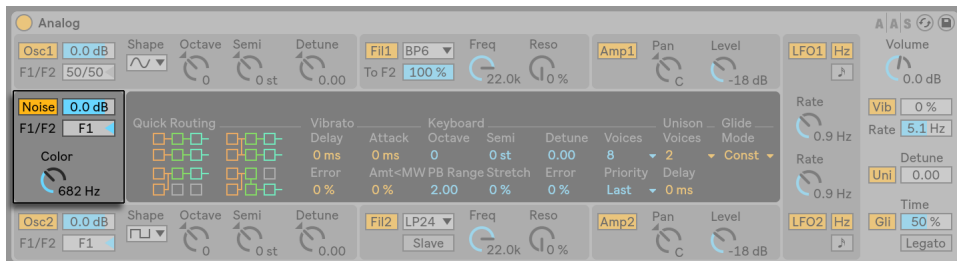 Analog
AAS
Osc1 0.0 dB Shape Octave Semi Detune Fil1 BP6 Freq Reso Amp1 Pan Level LFO1 Hz Volume
F1/F2 50/50 0 0 st 0.00 To F2 100 % 22.0k 0 % C -18 dB 0.0 dB
Noise 0.0 dB
F1/F2 F1
Color
682 Hz
Quick Routing Vibrato Keyboard Unison Glide
Delay Attack Octave Semi Detune Voices Voices Mode
0 ms 0 ms 0 0 st 0.00 8 2 Const
Error Amt<MW PB Range Stretch Error Priority Delay
0 % 0 % 2.00 0 % 0 % Last 0 ms
Rate
0.9 Hz
Rate
0.9 Hz
Vib 0 %
Rate 5.1 Hz
Detune
Uni 0.00
Time
Osc2 0.0 dB Shape Octave Semi Detune Fil2 LP24 Freq Reso Amp2 Pan Level LFO2 Hz Gli 50 %
F1/F2 F1 0 0 st 0.00 Slave 22.0k 0 % C -18 dB Legato